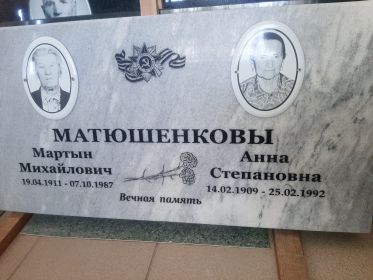 МАТЮШЕНКОВЫ
Мартын
Михайлович
19.04.1911 - 07.10.1987
Анна
Степановна
14.02.1909 - 25.02.1992
Вечная память